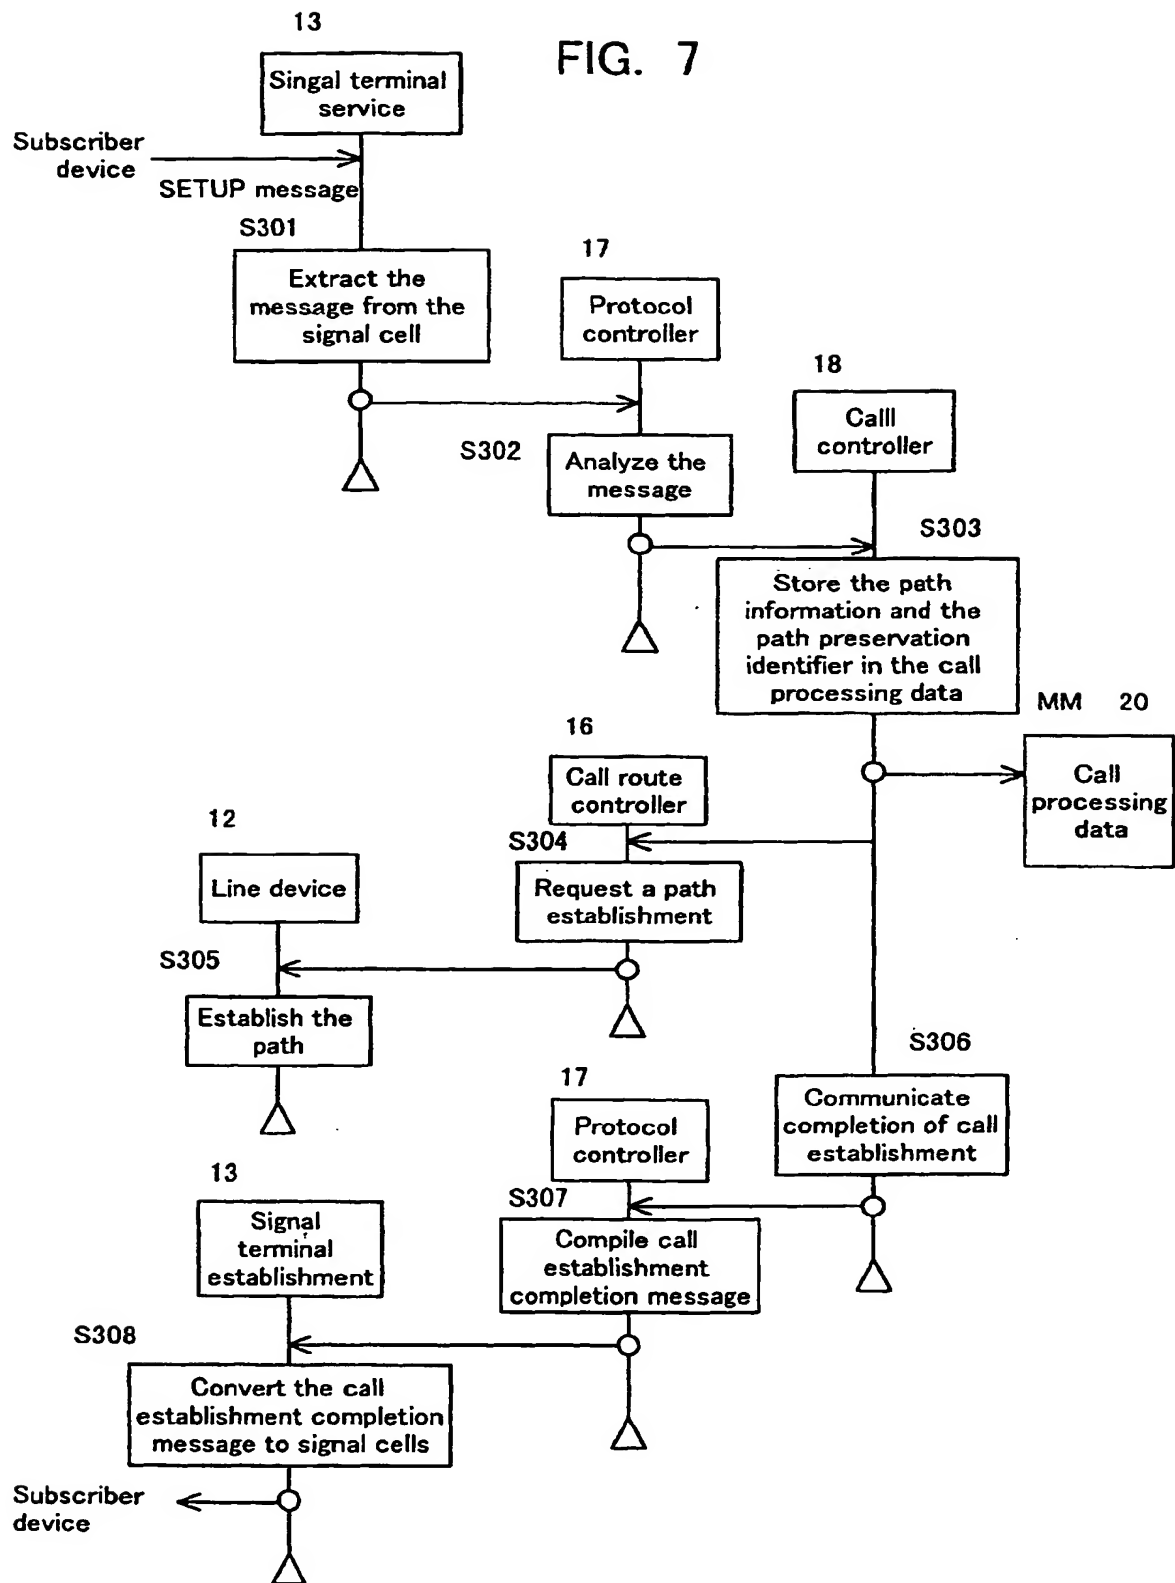 FIG. 7
13
Singal terminal
service
Subscriber
device
SETUP message
S301
Extract the
message from the
signal cell
17
Protocol
controller
S302
Analyze the
message
18
Calll
controller
S303
Store the path
information and the
path preservation
identifier in the call
processing data
MM 20
Call
processing
data
16
Call route
controller
S304
Request a path
establishment
12
Line device
S305
Establish the
path
S306
Communicate
completion of call
establishment
17
Protocol
controller
S307
Compile call
establishment
completion message
13
Signal
terminal
establishment
S308
Convert the call
establishment completion
message to signal cells
Subscriber
device